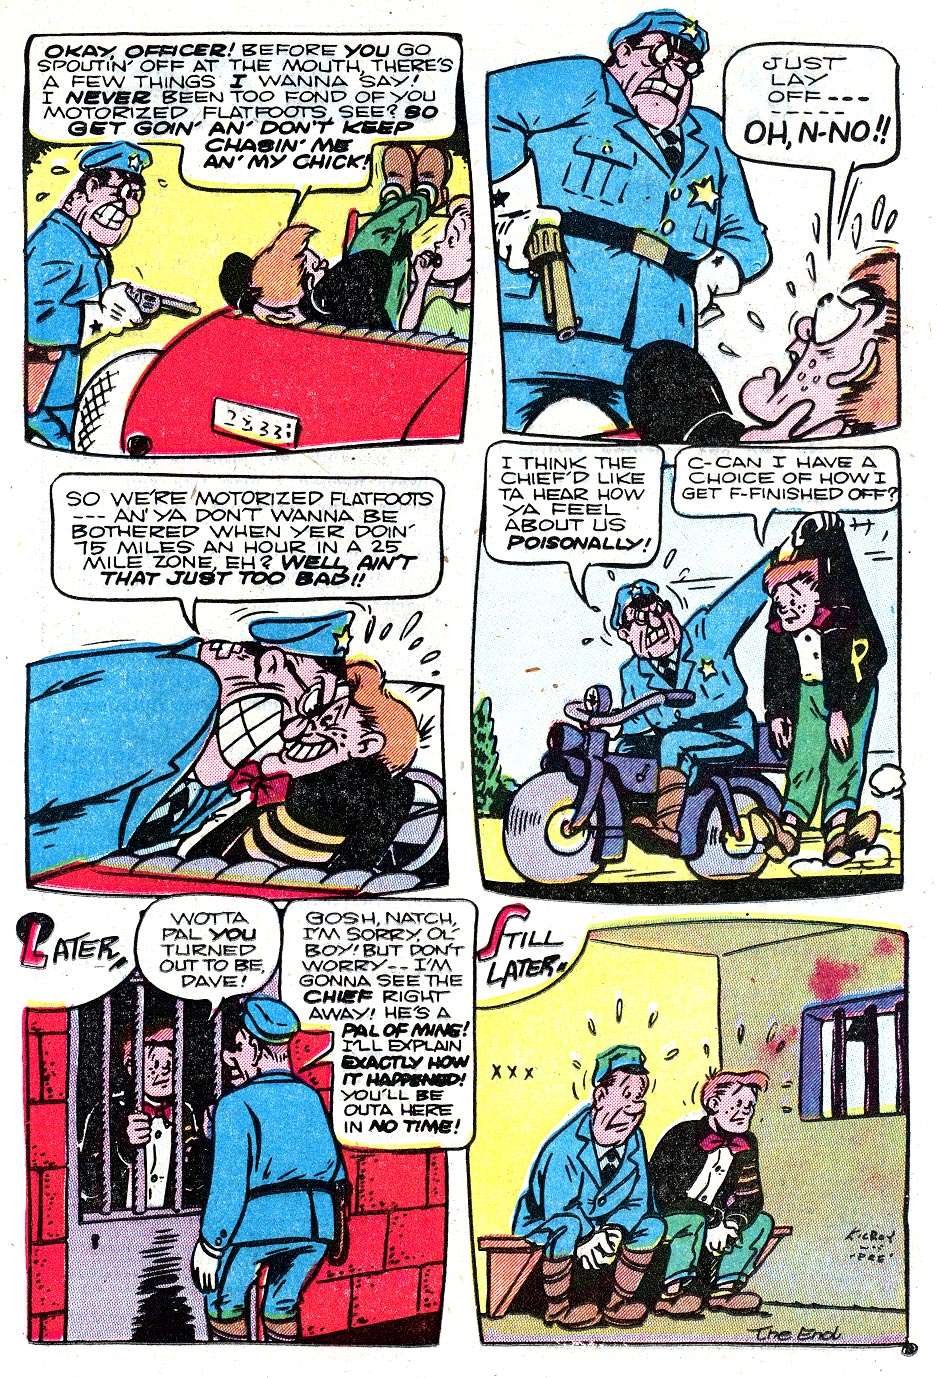 OKAY, OFFICER! BEFORE YOU GO
SPOUTIN' OFF AT THE MOUTH, THERE'S
A FEW THINGS I WANNA SAY!
I NEVER BEEN TOO FOND OF YOU
MOTORIZED FLATFOOTS, SEE? SO
GET GOIN' AN' DON'T KEEP
CHASIN' ME
AN' MY CHICK!
2833
JUST
LAY
OFF---
------
OH, N-NO!!
SO WE'RE MOTORIZED FLATFOOTS
--- AN' YA DON'T WANNA BE
BOTHERED WHEN YER DOIN'
75 MILES AN HOUR IN A 25
MILE ZONE, EH? WELL, AIN'T
THAT JUST TOO BAD!!
I THINK THE
CHIEF'D LIKE
TA HEAR HOW
YA FEEL
ABOUT US
POISONALLY!
C-CAN I HAVE A
CHOICE OF HOW I
GET F-FINISHED OFF?
P
LATER,
WOTTA
PAL YOU
TURNED
OUT TO BE,
DAVE!
GOSH, NATCH,
I'M SORRY, OL'
BOY! BUT DON'T
WORRY--I'M
GONNA SEE THE
CHIEF RIGHT
AWAY! HE'S A
PAL OF MINE!
I'LL EXPLAIN
EXACTLY HOW
IT HAPPENED!
YOU'LL BE
OUTA HERE
IN NO TIME!
STILL
LATER-
XXX
KILROY
WAS
'ERE'
The End